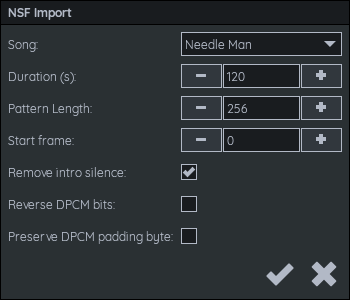 NSF Import
Song: Needle Man
Duration (s): 120
Pattern Length: 256
Start frame: 0
Remove intro silence:
Reverse DPCM bits:
Preserve DPCM padding byte: